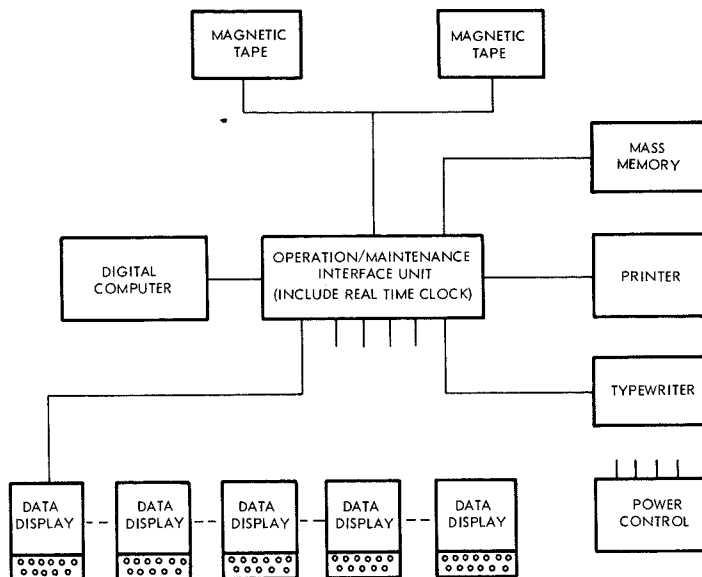 MAGNETIC
TAPE
MAGNETIC
TAPE
MASS
MEMORY
OPERATION/MAINTENANCE
INTERFACE UNIT
(INCLUDE REAL TIME CLOCK)
DIGITAL
COMPUTER
PRINTER
TYPEWRITER
DATA
DISPLAY
DATA
DISPLAY
DATA
DISPLAY
DATA
DISPLAY
DATA
DISPLAY
POWER
CONTROL